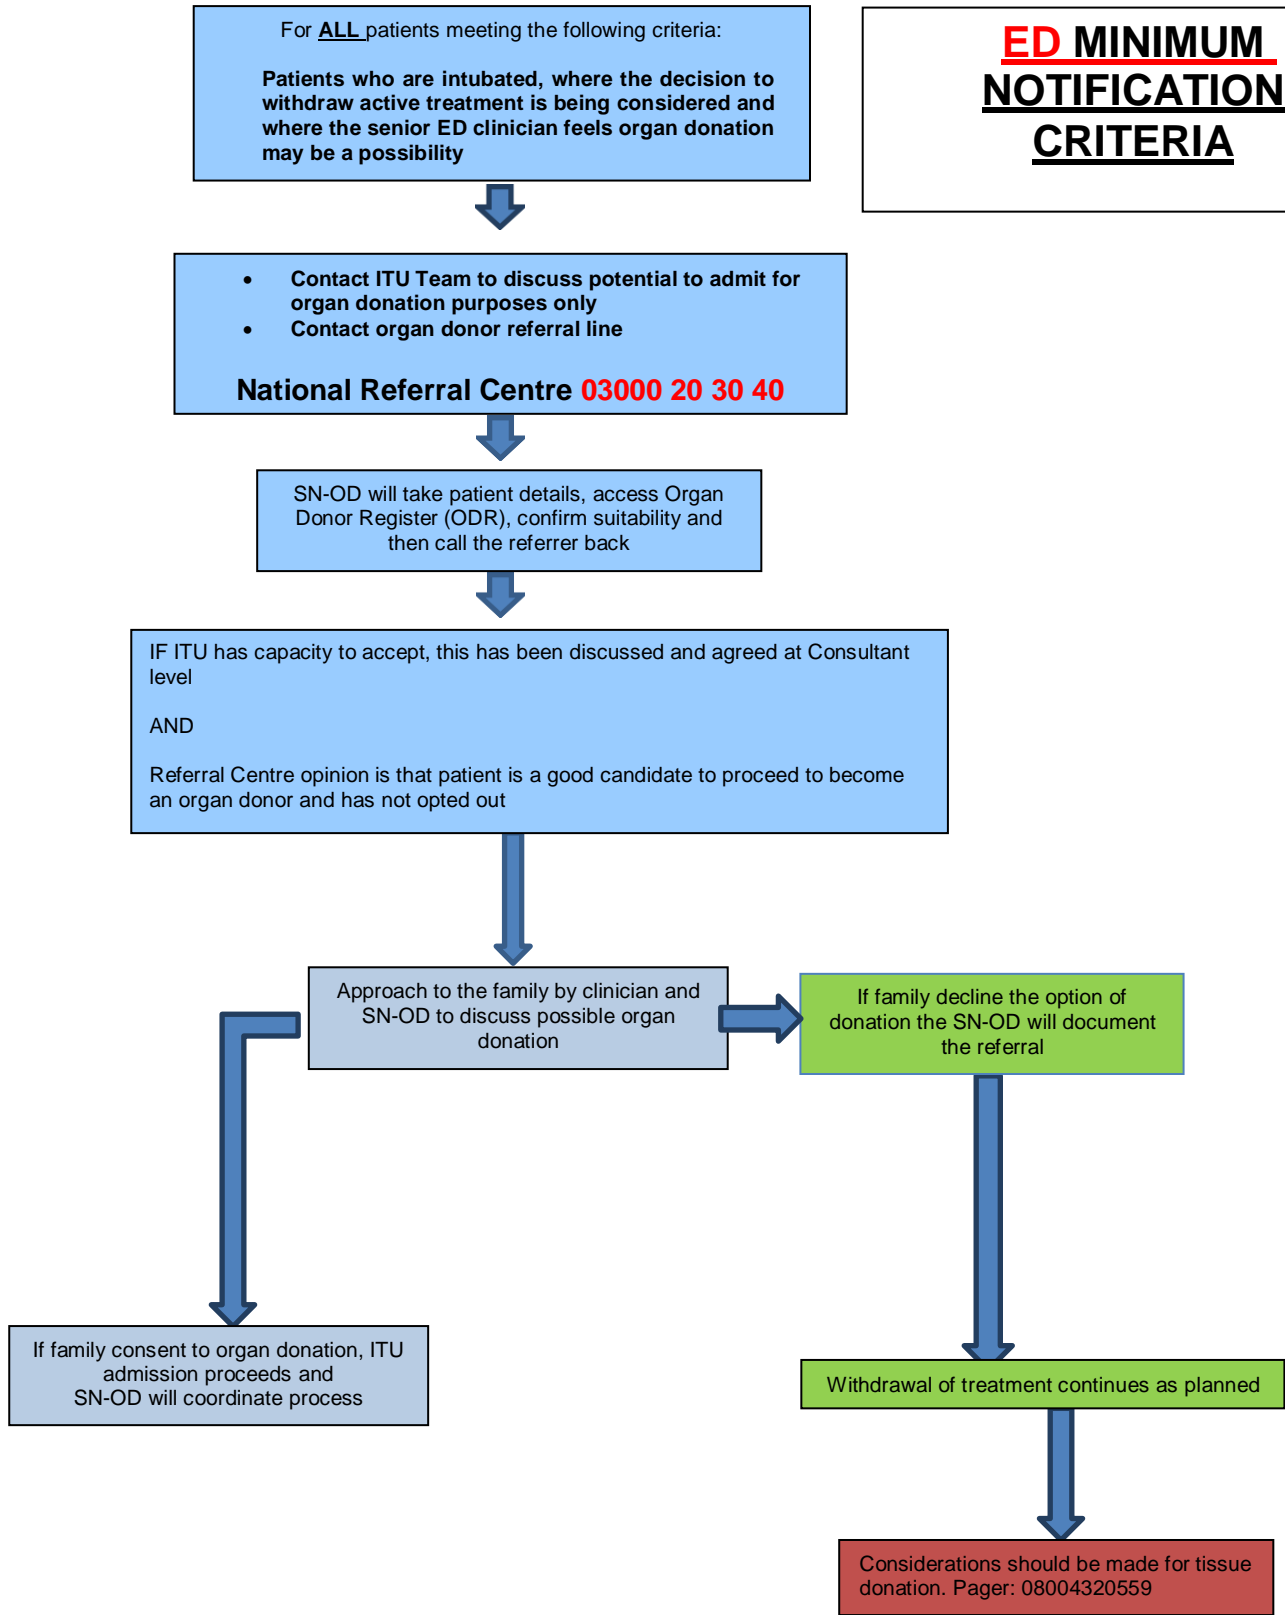 For ALL patients meeting the following criteria:
Patients who are intubated, where the decision to
withdraw active treatment is being considered and
where the senior ED clinician feels organ donation
may be a possibility
ED MINIMUM
NOTIFICATION
CRITERIA
• Contact ITU Team to discuss potential to admit for
organ donation purposes only
• Contact organ donor referral line
National Referral Centre 03000 20 30 40
SN-OD will take patient details, access Organ
Donor Register (ODR), confirm suitability and
then call the referrer back
IF ITU has capacity to accept, this has been discussed and agreed at Consultant
level
AND
Referral Centre opinion is that patient is a good candidate to proceed to become
an organ donor and has not opted out
Approach to the family by clinician and
SN-OD to discuss possible organ
donation
If family decline the option of
donation the SN-OD will document
the referral
If family consent to organ donation, ITU
admission proceeds and
SN-OD will coordinate process
Withdrawal of treatment continues as planned
Considerations should be made for tissue
donation. Pager: 08004320559